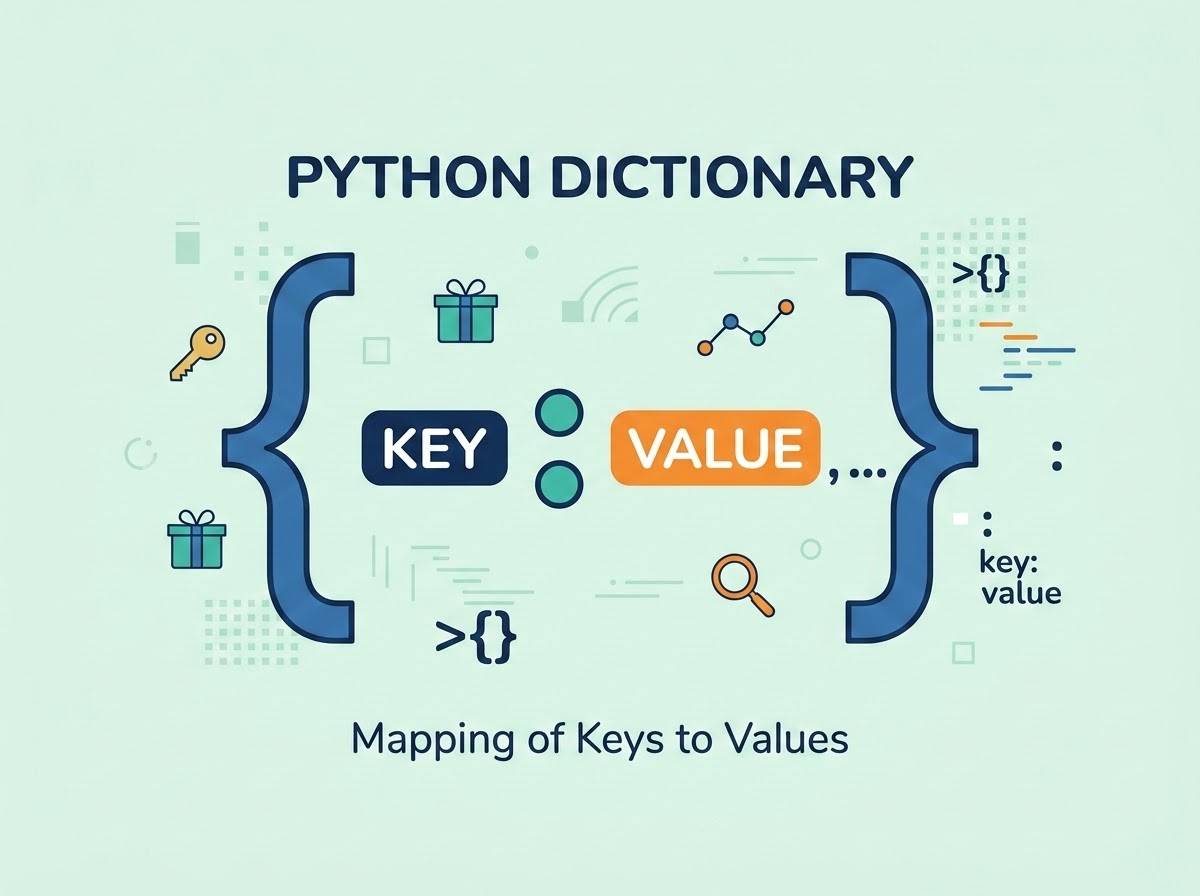 PYTHON DICTIONARY
>{}
{ KEY : VALUE ,... }
:
:
key:
value
>{}
Mapping of Keys to Values